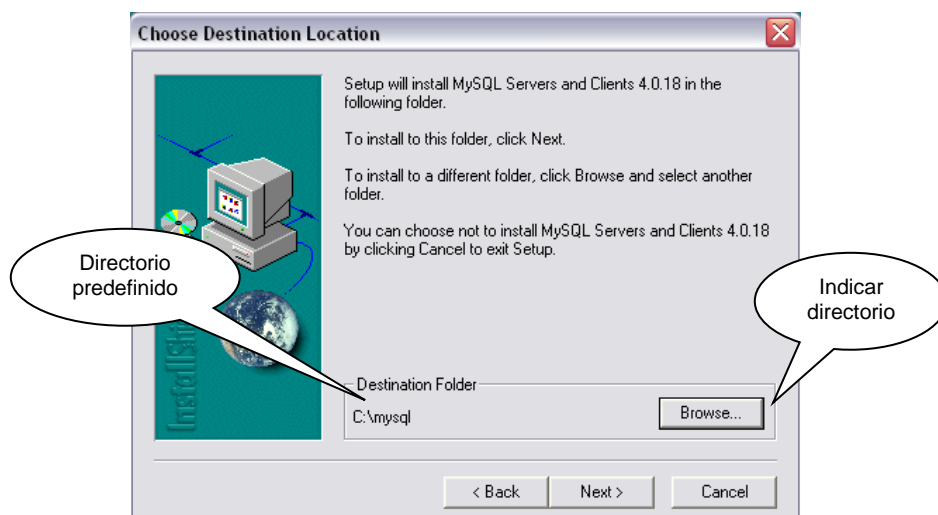 Choose Destination Location
Setup will install MySQL Servers and Clients 4.0.18 in the
following folder.
To install to this folder, click Next.
To install to a different folder, click Browse and select another
folder.
You can choose not to install MySQL Servers and Clients 4.0.18
by clicking Cancel to exit Setup.
Directorio
predefinido
Indicar
directorio
InstallShi
Destination Folder
C:\mysql
Browse...
< Back
Next >
Cancel